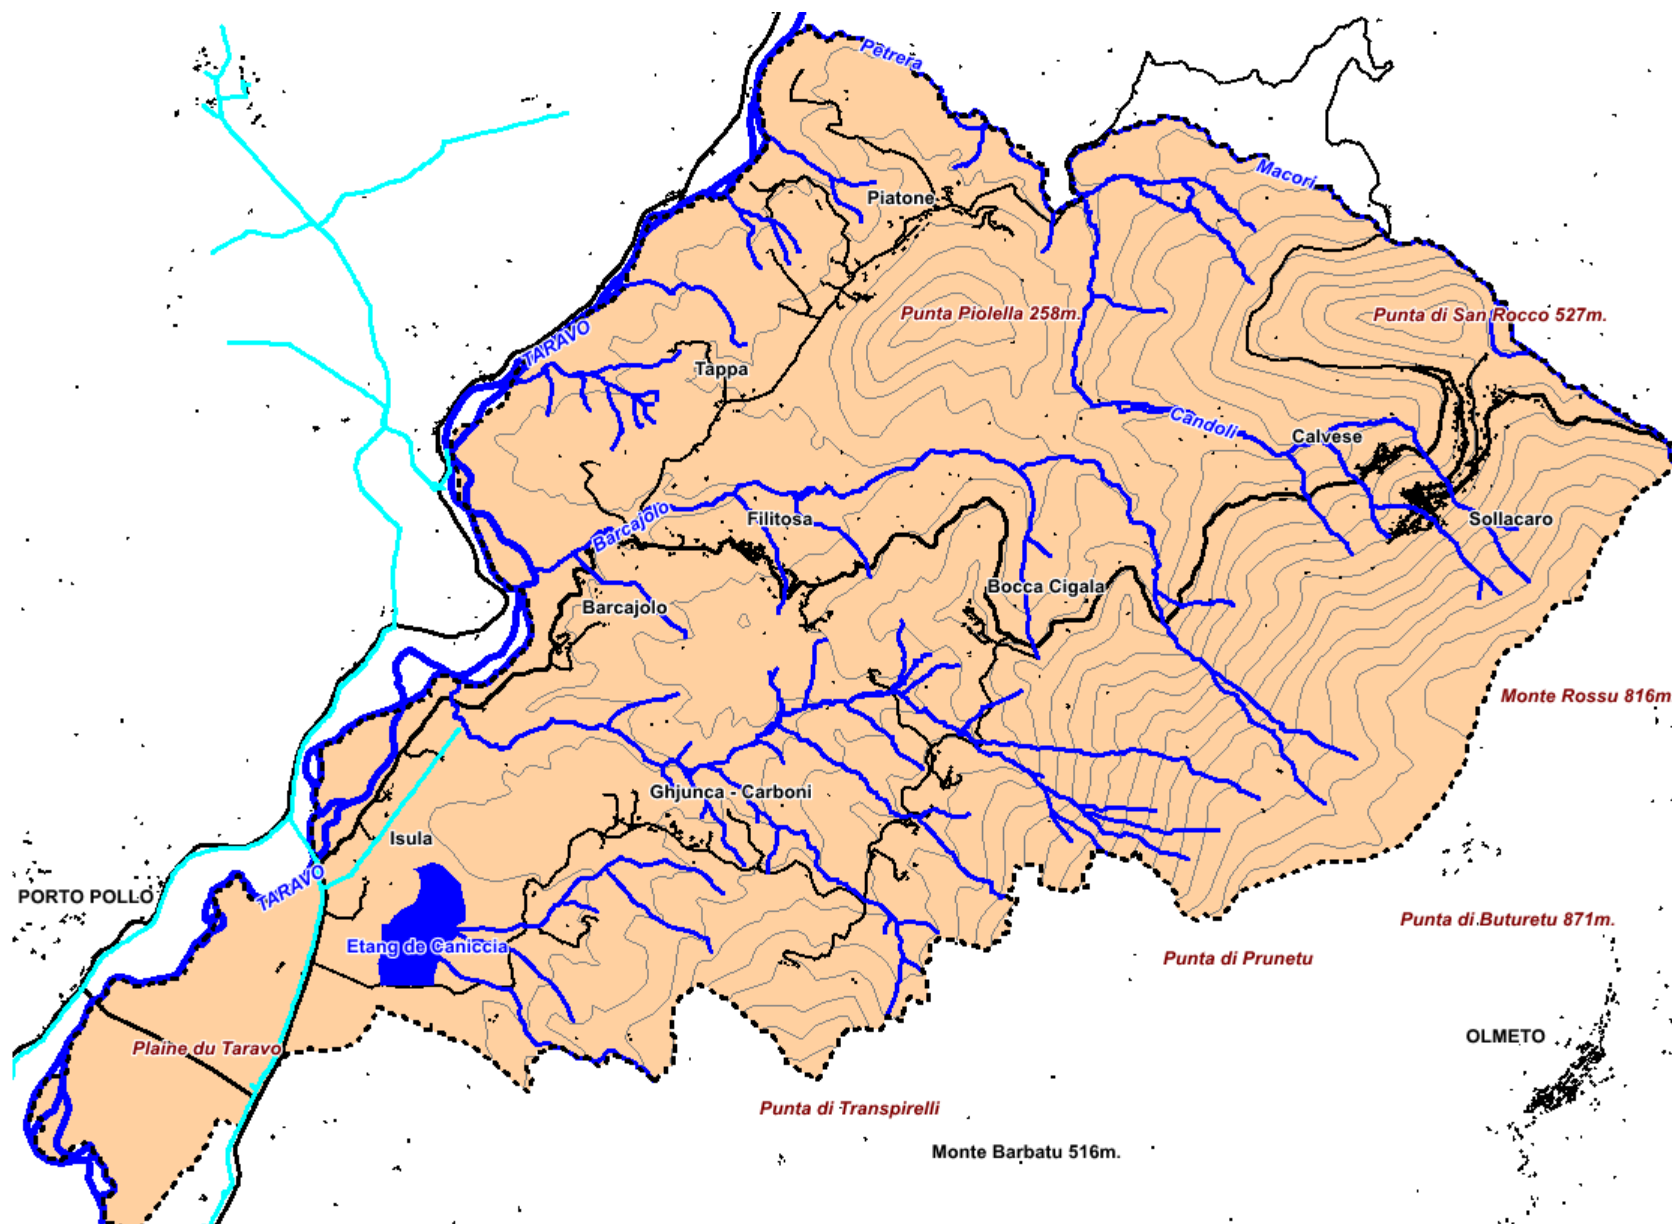 Petrera
Macori
Piatone
Punta Piolella 258m.
Punta di San Rocco 527m.
TARAVO
Tappa
Candoli
Calvese
Barcajolo
Filitosa
Sollacaro
Bocca Cigala
Barcajolo
Monte Rossu 816m
Ghjunca - Carboni
Isula
TARAVO
PORTO POLLO
Punta di Buturetu 871m.
Etang de Caniccia
Punta di Prunetu
OLMETO
Plaine du Taravo
Punta di Transpirelli
Monte Barbatu 516m.